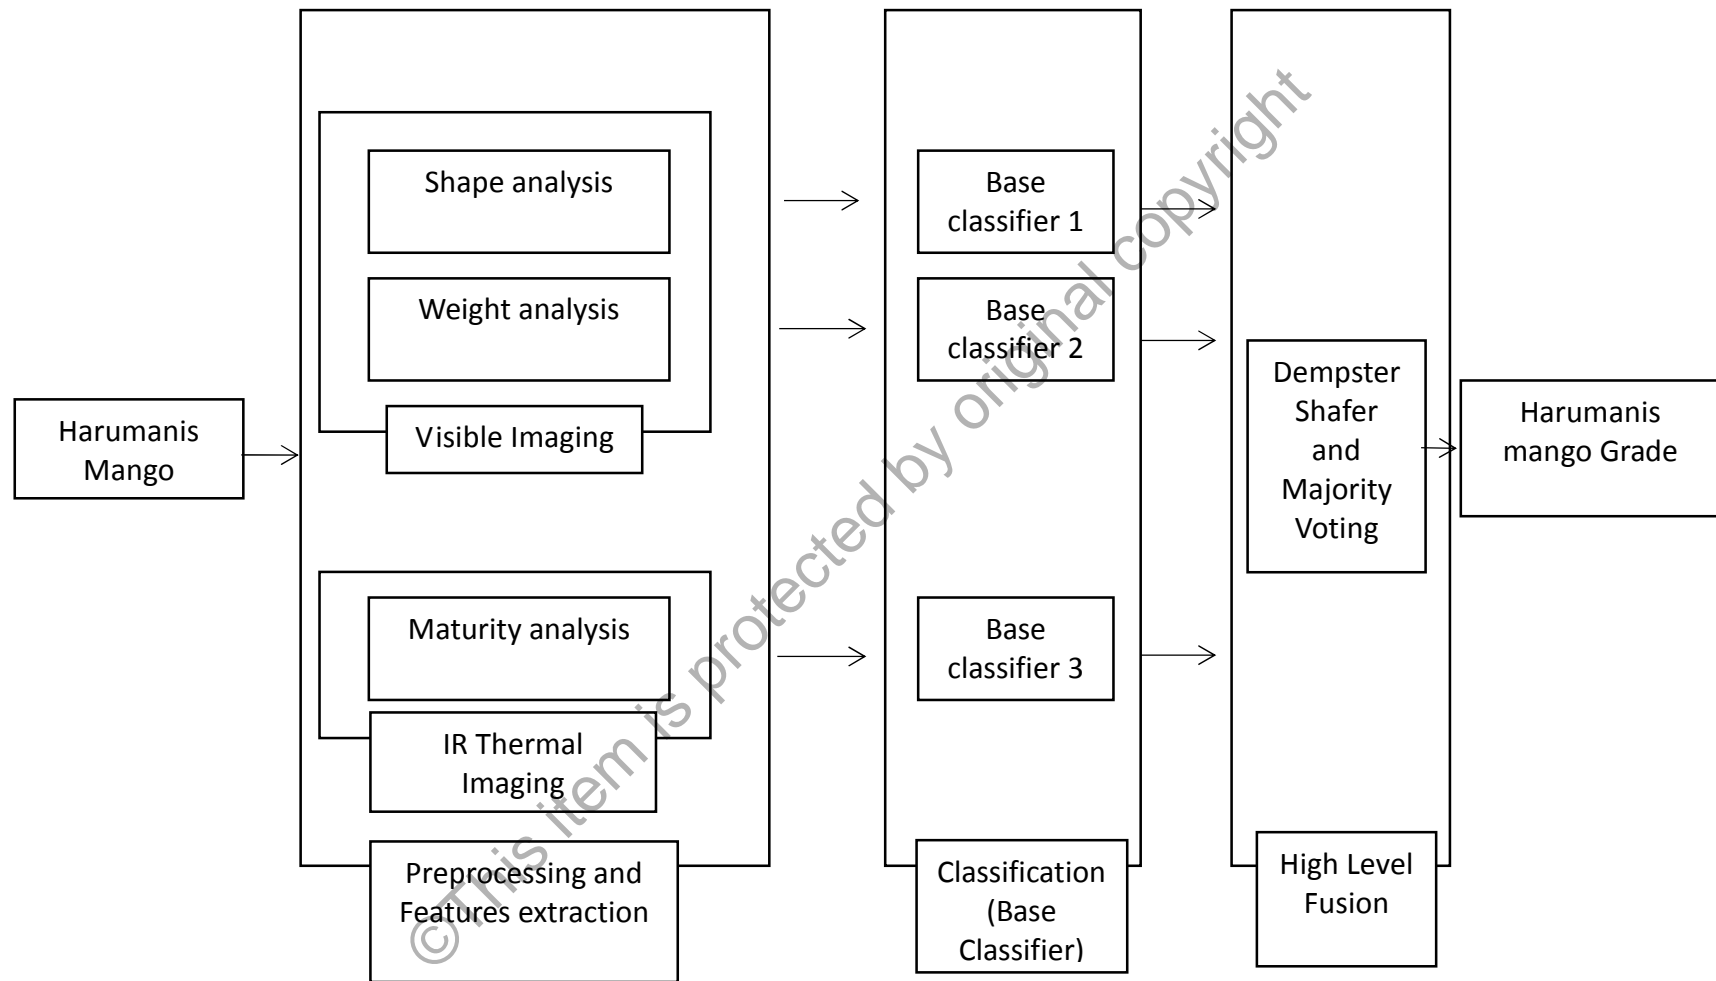 Harumanis
Mango
Shape analysis
Weight analysis
Visible Imaging
Maturity analysis
IR Thermal
Imaging
Preprocessing and
Features extraction
Base
classifier 1
Base
classifier 2
Base
classifier 3
Classification
(Base
Classifier)
Dempster
Shafer
and
Majority
Voting
High Level
Fusion
Harumanis
mango Grade
©This item is protected by original copyright